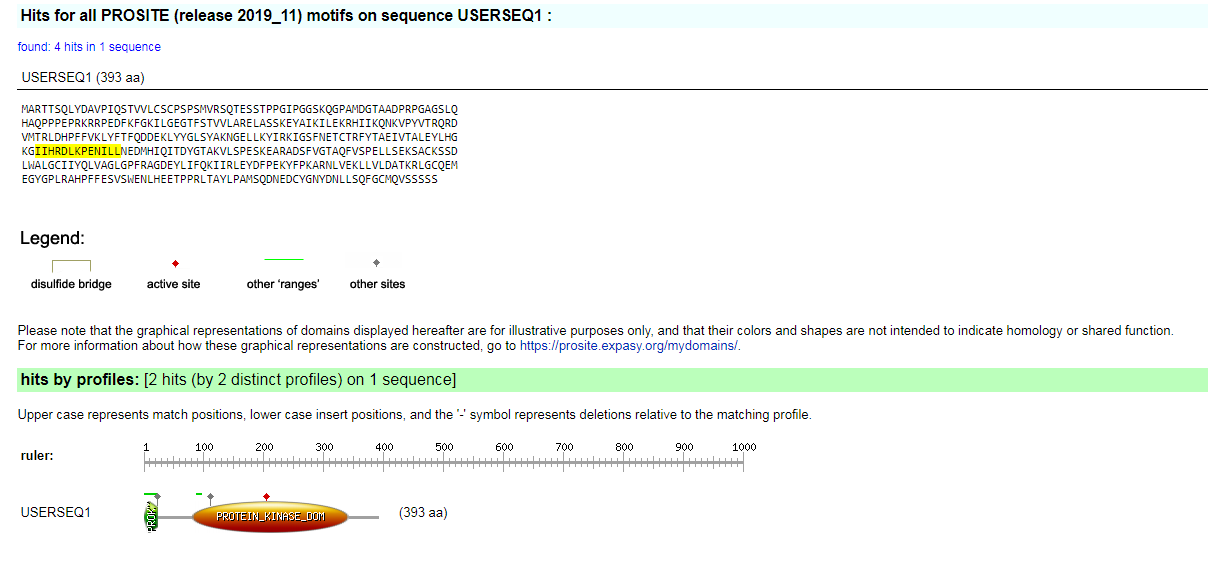 Hits for all PROSITE (release 2019_11) motifs on sequence USERSEQ1 :
found: 4 hits in 1 sequence
USERSEQ1 (393 aa)
MARTTSQLYDAVPIQSTVVLCSCPSPSMVRSQTESSTPPGIPGGSKQGPAMDGTAADPRPGAGSLQ
HAQPPPEPRKRRPEDFKFGKILGEGTFSTVVLARELASSKEYAIKILEKRHIIKQNKVPYVTRQRD
VMTRLDHPFFVKLYFTFQDDEKLYYGLSYAKNGELLKYIRKIGSFNETCTRFYTAEIVTALEYLHG
KGIIHRDLKPENILLNEDMHIQITDYGTAKVLSPESKEARADSFVGTAQFVSPELLSEKSACKSSD
LWALGCIIYQLVAGLGPFRAGDEYLIFQKIIRLEYDFPEKYFPKARNLVEKLLVLDATKRLGCQEM
EGYGPLRAHPFFESVSWENLHEETPPRLTAYLPAMSQDNEDCYGNYDNLLSQFGCMQVSSSSS
Legend:
disulfide bridge active site other 'ranges' other sites
Please note that the graphical representations of domains displayed hereafter are for illustrative purposes only, and that their colors and shapes are not intended to indicate homology or shared function.
For more information about how these graphical representations are constructed, go to https://prosite.expasy.org/mydomains/.
hits by profiles: [2 hits (by 2 distinct profiles) on 1 sequence]
Upper case represents match positions, lower case insert positions, and the '-' symbol represents deletions relative to the matching profile.
1 100 200 300 400 500 600 700 800 900 1000
ruler:
USERSEQ1 PROTEIN_KINASE_DOM (393 aa)